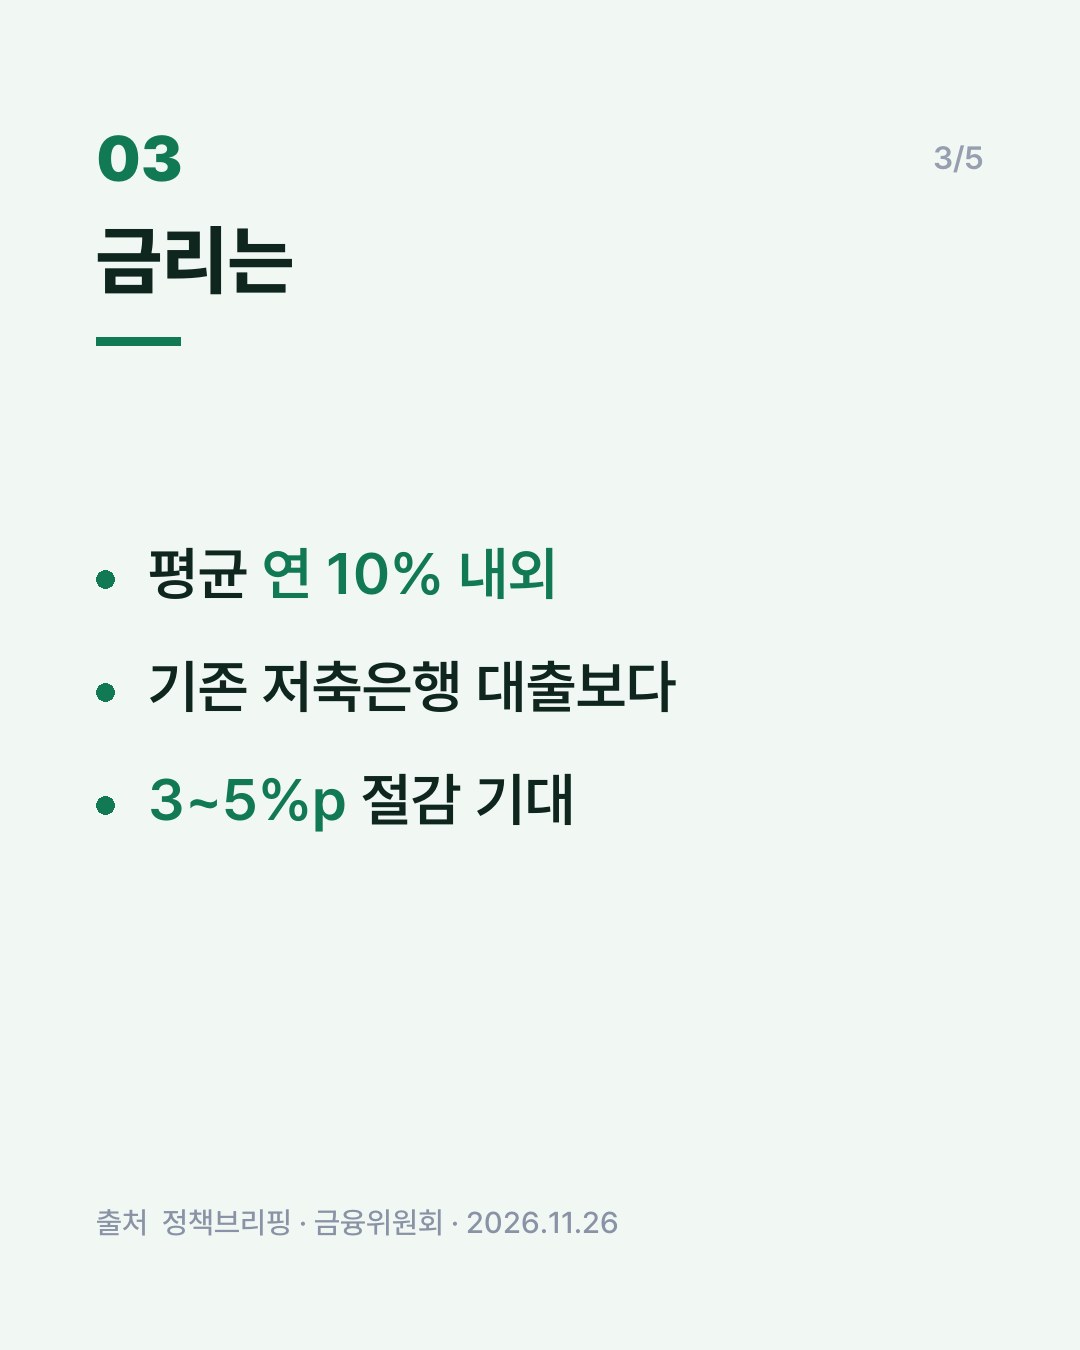 03
3/5
금리는
• 평균 연 10% 내외
• 기존 저축은행 대출보다
• 3~5%p 절감 기대
출처 정책브리핑 · 금융위원회 · 2026.11.26